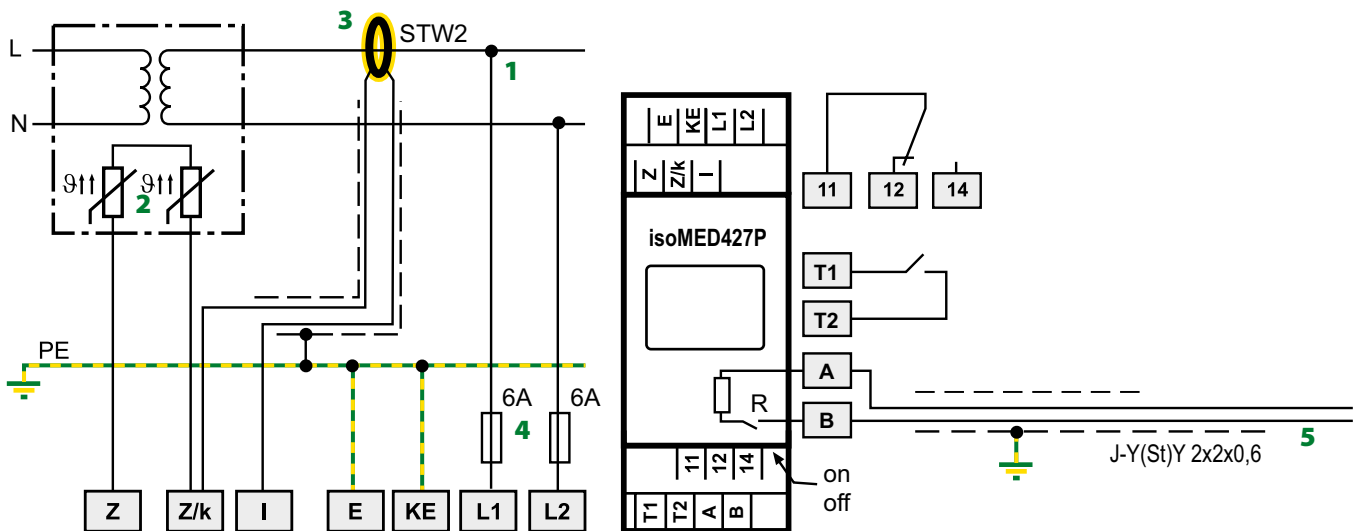 3
STW2
L
1
N
ϑ↑↑
ϑ↑↑
2
PE
6A
6A
4
Z
Z/k
I
E
KE
L1
L2
E
KE
L1
L2
Z
Z/k
I
isoMED427P
R
11
12
14
T1
T2
A
B
on
off
11
12
14
T1
T2
A
B
5
J-Y(St)Y 2x2x0,6